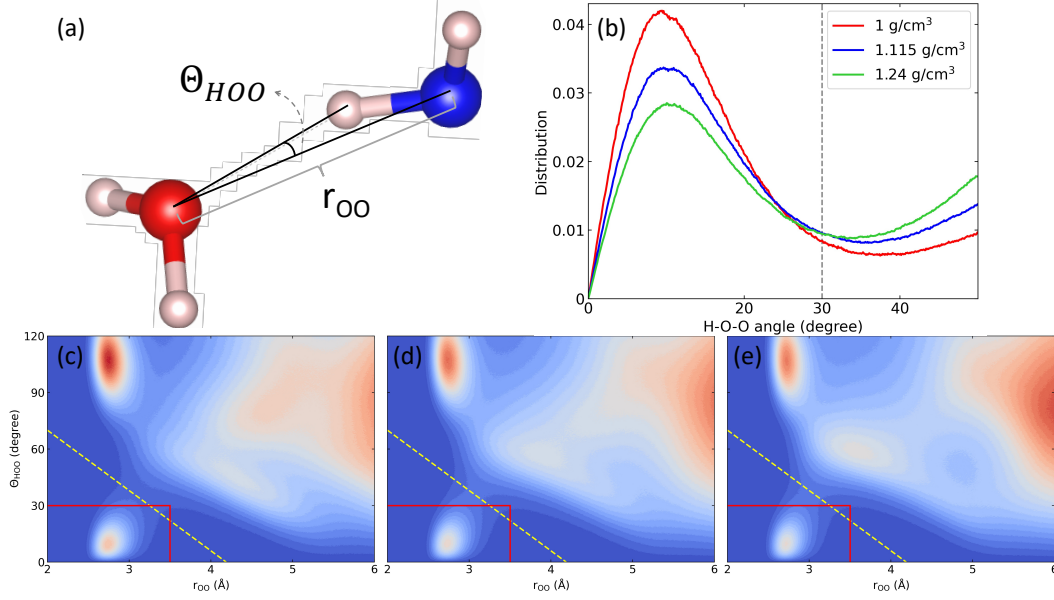 (a)
Θ_HOO
r_OO
(b)
1 g/cm³
1.115 g/cm³
1.24 g/cm³
Distribution
0.04
0.03
0.02
0.01
0
0 20 40
H-O-O angle (degree)
(c) (d) (e)
Θ_HOO (degree)
120
90
60
30
0
2 3 4 5 6 2 3 4 5 6 2 3 4 5 6
r_OO (Å) r_OO (Å) r_OO (Å)